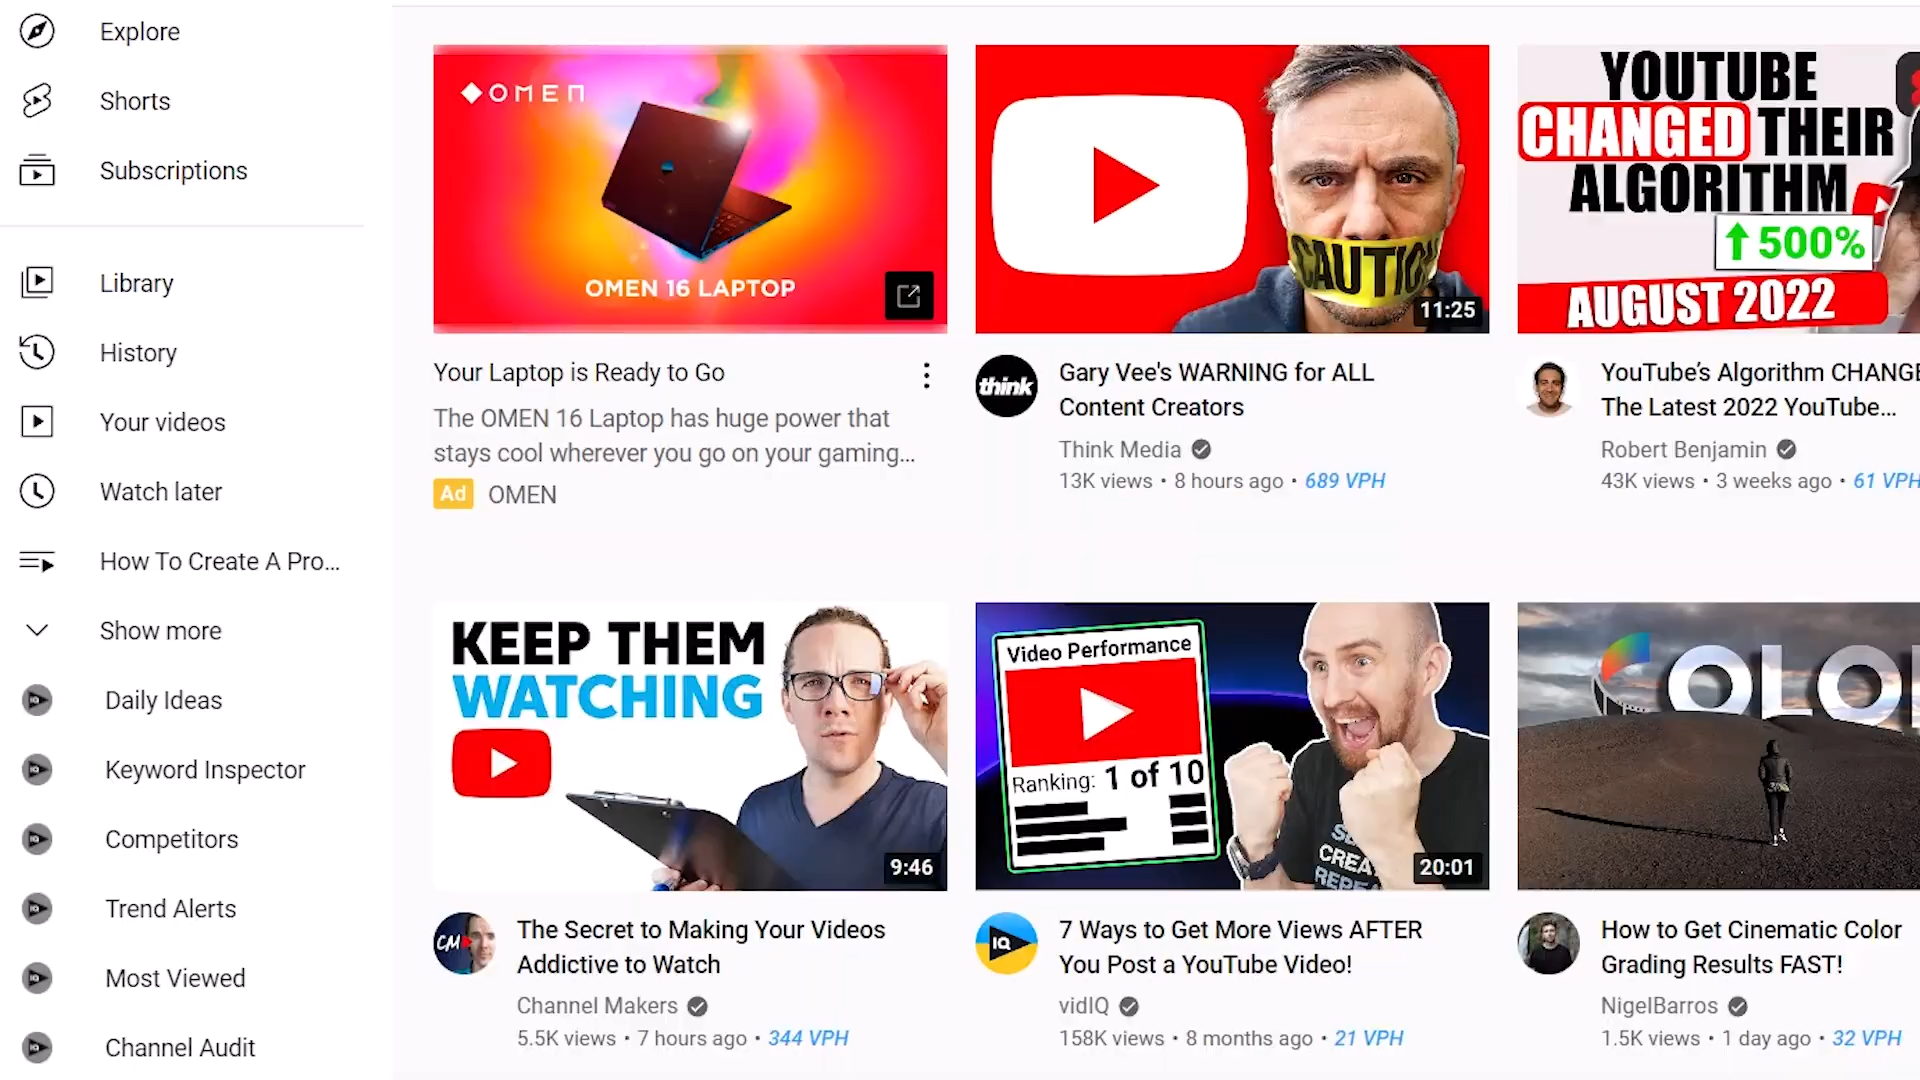 Explore
Shorts
Subscriptions
Library
History
Your videos
Watch later
How To Create A Pro...
Show more
Daily Ideas
Keyword Inspector
Competitors
Trend Alerts
Most Viewed
Channel Audit
OMEN
OMEN 16 LAPTOP
Your Laptop is Ready to Go
The OMEN 16 Laptop has huge power that
stays cool wherever you go on your gaming...
Ad OMEN
CAUTION
11:25
think
Gary Vee's WARNING for ALL
Content Creators
Think Media
13K views • 8 hours ago • 689 VPH
YOUTUBE
CHANGED THEIR
ALGORITHM
500%
AUGUST 2022
YouTube’s Algorithm CHANGE
The Latest 2022 YouTube...
Robert Benjamin
43K views • 3 weeks ago • 61 VPH
KEEP THEM
WATCHING
9:46
CM
The Secret to Making Your Videos
Addictive to Watch
Channel Makers
5.5K views • 7 hours ago • 344 VPH
Video Performance
Ranking: 1 of 10
20:01
IQ
7 Ways to Get More Views AFTER
You Post a YouTube Video!
vidIQ
158K views • 8 months ago • 21 VPH
COLO
How to Get Cinematic Color
Grading Results FAST!
NigelBarros
1.5K views • 1 day ago • 32 VPH